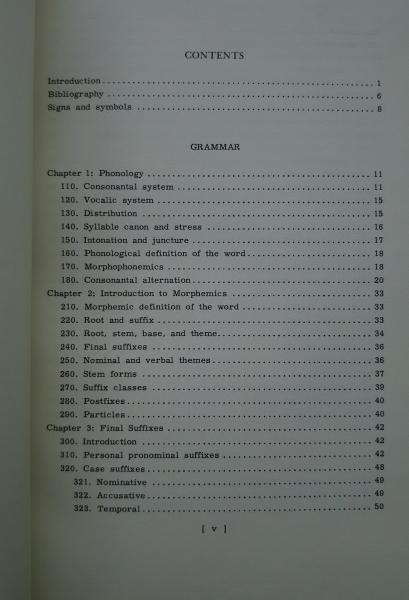 CONTENTS
Introduction 1
Bibliography 6
Signs and symbols 8
GRAMMAR
Chapter 1: Phonology 11
110. Consonantal system 11
120. Vocalic system 15
130. Distribution 15
140. Syllable canon and stress 16
150. Intonation and juncture 17
160. Phonological definition of the word 18
170. Morphophonemics 18
180. Consonantal alternation 20
Chapter 2: Introduction to Morphemics 33
210. Morphemic definition of the word 33
220. Root and suffix 33
230. Root, stem, base, and theme 34
240. Final suffixes 36
250. Nominal and verbal themes 36
260. Stem forms 37
270. Suffix classes 39
280. Postfixes 40
290. Particles 40
Chapter 3: Final Suffixes 42
300. Introduction 42
310. Personal pronominal suffixes 42
320. Case suffixes 48
321. Nominative 49
322. Accusative 49
323. Temporal 50
[ v ]